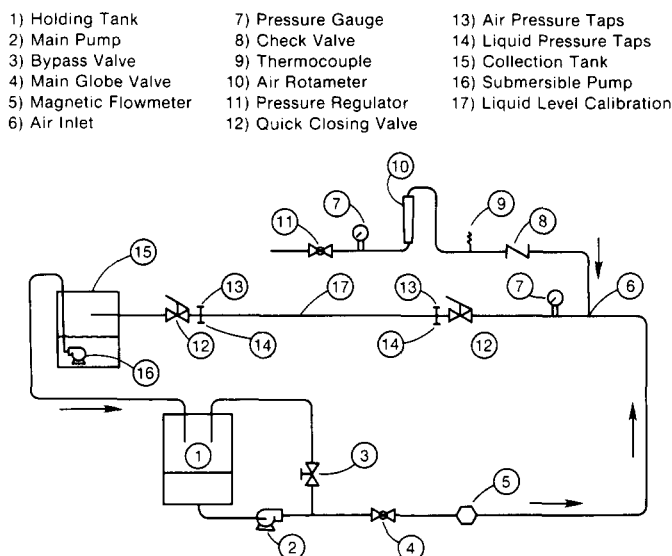 1) Holding Tank
2) Main Pump
3) Bypass Valve
4) Main Globe Valve
5) Magnetic Flowmeter
6) Air Inlet
7) Pressure Gauge
8) Check Valve
9) Thermocouple
10) Air Rotameter
11) Pressure Regulator
12) Quick Closing Valve
13) Air Pressure Taps
14) Liquid Pressure Taps
15) Collection Tank
16) Submersible Pump
17) Liquid Level Calibration
10
7
11
9
8
15
13
17
13
7
6
12
14
14
12
16
1
3
5
2
4